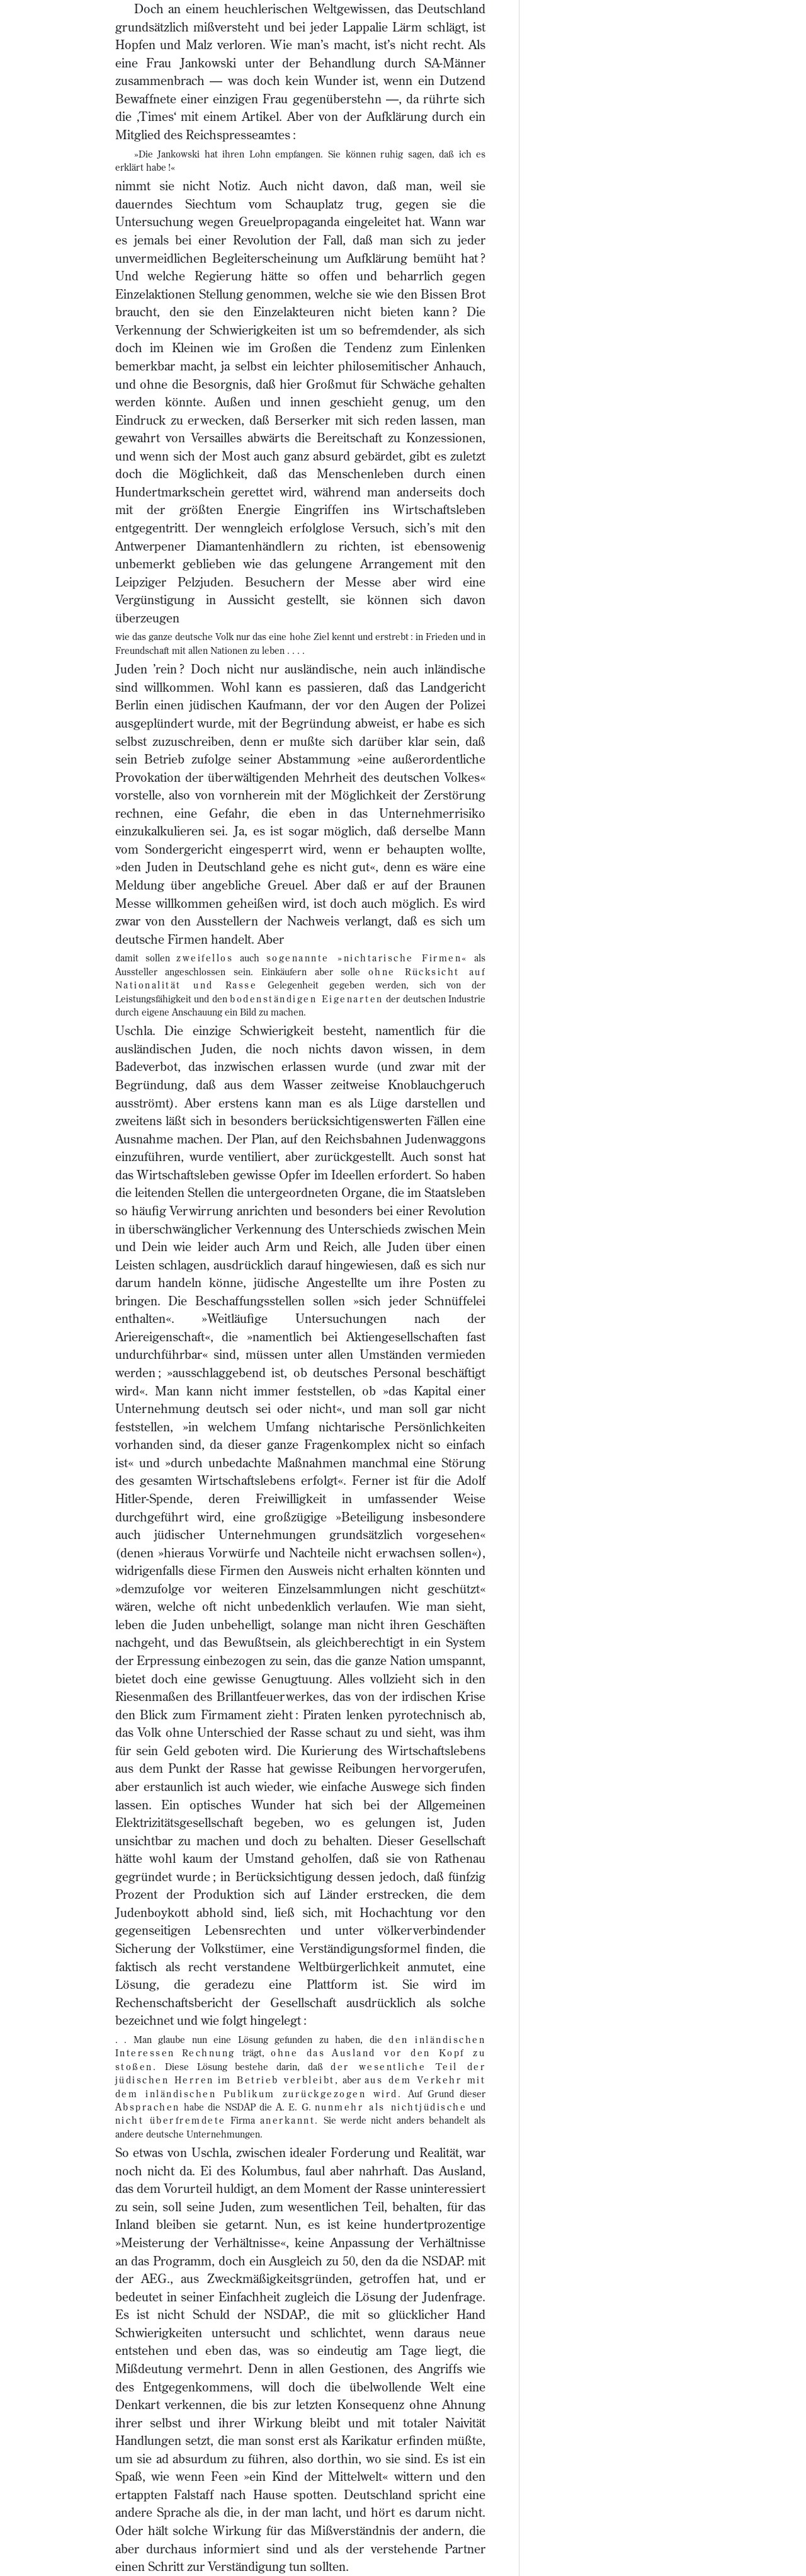 Doch an einem heuchlerischen Weltgewissen, das Deutschland
grundsätzlich mißversteht und bei jeder Lappalie Lärm schlägt, ist
Hopfen und Malz verloren. Wie man's macht, ist's nicht recht. Als
eine Frau Jankowski unter der Behandlung durch SA-Männer
zusammenbrach — was doch kein Wunder ist, wenn ein Dutzend
Bewaffnete einer einzigen Frau gegenüberstehn —, da rührte sich
die ‚Times‘ mit einem Artikel. Aber von der Aufklärung durch ein
Mitglied des Reichspresseamtes :
»Die Jankowski hat ihren Lohn empfangen. Sie können ruhig sagen, daß ich es
erklärt habe !«
nimmt sie nicht Notiz. Auch nicht davon, daß man, weil sie
dauerndes Siechtum vom Schauplatz trug, gegen sie die
Untersuchung wegen Greuelpropaganda eingeleitet hat. Wann war
es jemals bei einer Revolution der Fall, daß man sich zu jeder
unvermeidlichen Begleiterscheinung um Aufklärung bemüht hat ?
Und welche Regierung hätte so offen und beharrlich gegen
Einzelaktionen Stellung genommen, welche sie wie den Bissen Brot
braucht, den sie den Einzelakteuren nicht bieten kann ? Die
Verkennung der Schwierigkeiten ist um so befremdender, als sich
doch im Kleinen wie im Großen die Tendenz zum Einlenken
bemerkbar macht, ja selbst ein leichter philosemitischer Anhauch,
und ohne die Besorgnis, daß hier Großmut für Schwäche gehalten
werden könnte. Außen und innen geschieht genug, um den
Eindruck zu erwecken, daß Berserker mit sich reden lassen, man
gewahrt von Versailles abwärts die Bereitschaft zu Konzessionen,
und wenn sich der Most auch ganz absurd gebärdet, gibt es zuletzt
doch die Möglichkeit, daß das Menschenleben durch einen
Hundertmarkschein gerettet wird, während man anderseits doch
mit der größten Energie Eingriffen ins Wirtschaftsleben
entgegentritt. Der wenngleich erfolglose Versuch, sich's mit den
Antwerpener Diamantenhändlern zu richten, ist ebensowenig
unbemerkt geblieben wie das gelungene Arrangement mit den
Leipziger Pelzjuden. Besuchern der Messe aber wird eine
Vergünstigung in Aussicht gestellt, sie können sich davon
überzeugen
wie das ganze deutsche Volk nur das eine hohe Ziel kennt und erstrebt : in Frieden und in
Freundschaft mit allen Nationen zu leben . . . .
Juden 'rein ? Doch nicht nur ausländische, nein auch inländische
sind willkommen. Wohl kann es passieren, daß das Landgericht
Berlin einen jüdischen Kaufmann, der vor den Augen der Polizei
ausgeplündert wurde, mit der Begründung abweist, er habe es sich
selbst zuzuschreiben, denn er mußte sich darüber klar sein, daß
sein Betrieb zufolge seiner Abstammung »eine außerordentliche
Provokation der überwältigenden Mehrheit des deutschen Volkes«
vorstelle, also von vornherein mit der Möglichkeit der Zerstörung
rechnen, eine Gefahr, die eben in das Unternehmerrisiko
einzukalkulieren sei. Ja, es ist sogar möglich, daß derselbe Mann
vom Sondergericht eingesperrt wird, wenn er behaupten wollte,
»den Juden in Deutschland gehe es nicht gut«, denn es wäre eine
Meldung über angebliche Greuel. Aber daß er auf der Braunen
Messe willkommen geheißen wird, ist doch auch möglich. Es wird
zwar von den Ausstellern der Nachweis verlangt, daß es sich um
deutsche Firmen handelt. Aber
damit sollen zweifellos auch sogenannte »nichtarische Firmen« als
Aussteller angeschlossen sein. Einkäufern aber solle ohne Rücksicht auf
Nationalität und Rasse Gelegenheit gegeben werden, sich von der
Leistungsfähigkeit und den bodenständigen Eigenarten der deutschen Industrie
durch eigene Anschauung ein Bild zu machen.
Uschla. Die einzige Schwierigkeit besteht, namentlich für die
ausländischen Juden, die noch nichts davon wissen, in dem
Badeverbot, das inzwischen erlassen wurde (und zwar mit der
Begründung, daß aus dem Wasser zeitweise Knoblauchgeruch
ausströmt). Aber erstens kann man es als Lüge darstellen und
zweitens läßt sich in besonders berücksichtigenswerten Fällen eine
Ausnahme machen. Der Plan, auf den Reichsbahnen Judenwaggons
einzuführen, wurde ventiliert, aber zurückgestellt. Auch sonst hat
das Wirtschaftsleben gewisse Opfer im Ideellen erfordert. So haben
die leitenden Stellen die untergeordneten Organe, die im Staatsleben
so häufig Verwirrung anrichten und besonders bei einer Revolution
in überschwänglicher Verkennung des Unterschieds zwischen Mein
und Dein wie leider auch Arm und Reich, alle Juden über einen
Leisten schlagen, ausdrücklich darauf hingewiesen, daß es sich nur
darum handeln könne, jüdische Angestellte um ihre Posten zu
bringen. Die Beschaffungsstellen sollen »sich jeder Schnüffelei
enthalten«. »Weitläufige Untersuchungen nach der
Ariereigenschaft«, die »namentlich bei Aktiengesellschaften fast
undurchführbar« sind, müssen unter allen Umständen vermieden
werden ; »ausschlaggebend ist, ob deutsches Personal beschäftigt
wird«. Man kann nicht immer feststellen, ob »das Kapital einer
Unternehmung deutsch sei oder nicht«, und man soll gar nicht
feststellen, »in welchem Umfang nichtarische Persönlichkeiten
vorhanden sind, da dieser ganze Fragenkomplex nicht so einfach
ist« und »durch unbedachte Maßnahmen manchmal eine Störung
des gesamten Wirtschaftslebens erfolgt«. Ferner ist für die Adolf
Hitler-Spende, deren Freiwilligkeit in umfassender Weise
durchgeführt wird, eine großzügige »Beteiligung insbesondere
auch jüdischer Unternehmungen grundsätzlich vorgesehen«
(denen »hieraus Vorwürfe und Nachteile nicht erwachsen sollen«),
widrigenfalls diese Firmen den Ausweis nicht erhalten könnten und
»demzufolge vor weiteren Einzelsammlungen nicht geschützt«
wären, welche oft nicht unbedenklich verlaufen. Wie man sieht,
leben die Juden unbehelligt, solange man nicht ihren Geschäften
nachgeht, und das Bewußtsein, als gleichberechtigt in ein System
der Erpressung einbezogen zu sein, das die ganze Nation umspannt,
bietet doch eine gewisse Genugtuung. Alles vollzieht sich in den
Riesenmaßen des Brillantfeuerwerkes, das von der irdischen Krise
den Blick zum Firmament zieht : Piraten lenken pyrotechnisch ab,
das Volk ohne Unterschied der Rasse schaut zu und sieht, was ihm
für sein Geld geboten wird. Die Kurierung des Wirtschaftslebens
aus dem Punkt der Rasse hat gewisse Reibungen hervorgerufen,
aber erstaunlich ist auch wieder, wie einfache Auswege sich finden
lassen. Ein optisches Wunder hat sich bei der Allgemeinen
Elektrizitätsgesellschaft begeben, wo es gelungen ist, Juden
unsichtbar zu machen und doch zu behalten. Dieser Gesellschaft
hätte wohl kaum der Umstand geholfen, daß sie von Rathenau
gegründet wurde ; in Berücksichtigung dessen jedoch, daß fünfzig
Prozent der Produktion sich auf Länder erstrecken, die dem
Judenboykott abhold sind, ließ sich, mit Hochachtung vor den
gegenseitigen Lebensrechten und unter völkerverbindender
Sicherung der Volkstümer, eine Verständigungsformel finden, die
faktisch als recht verstandene Weltbürgerlichkeit anmutet, eine
Lösung, die geradezu eine Plattform ist. Sie wird im
Rechenschaftsbericht der Gesellschaft ausdrücklich als solche
bezeichnet und wie folgt hingelegt :
. . Man glaube nun eine Lösung gefunden zu haben, die den inländischen
Interessen Rechnung trägt, ohne das Ausland vor den Kopf zu
stoßen. Diese Lösung bestehe darin, daß der wesentliche Teil der
jüdischen Herren im Betrieb verbleibt, aber aus dem Verkehr mit
dem inländischen Publikum zurückgezogen wird. Auf Grund dieser
Absprachen habe die NSDAP die A. E. G. nunmehr als nichtjüdische und
nicht überfremdete Firma anerkannt. Sie werde nicht anders behandelt als
andere deutsche Unternehmungen.
So etwas von Uschla, zwischen idealer Forderung und Realität, war
noch nicht da. Ei des Kolumbus, faul aber nahrhaft. Das Ausland,
das dem Vorurteil huldigt, an dem Moment der Rasse uninteressiert
zu sein, soll seine Juden, zum wesentlichen Teil, behalten, für das
Inland bleiben sie getarnt. Nun, es ist keine hundertprozentige
»Meisterung der Verhältnisse«, keine Anpassung der Verhältnisse
an das Programm, doch ein Ausgleich zu 50, den da die NSDAP. mit
der AEG., aus Zweckmäßigkeitsgründen, getroffen hat, und er
bedeutet in seiner Einfachheit zugleich die Lösung der Judenfrage.
Es ist nicht Schuld der NSDAP., die mit so glücklicher Hand
Schwierigkeiten untersucht und schlichtet, wenn daraus neue
entstehen und eben das, was so eindeutig am Tage liegt, die
Mißdeutung vermehrt. Denn in allen Gestionen, des Angriffs wie
des Entgegenkommens, will doch die übelwollende Welt eine
Denkart verkennen, die bis zur letzten Konsequenz ohne Ahnung
ihrer selbst und ihrer Wirkung bleibt und mit totaler Naivität
Handlungen setzt, die man sonst erst als Karikatur erfinden müßte,
um sie ad absurdum zu führen, also dorthin, wo sie sind. Es ist ein
Spaß, wie wenn Feen »ein Kind der Mittelwelt« wittern und den
ertappten Falstaff nach Hause spotten. Deutschland spricht eine
andere Sprache als die, in der man lacht, und hört es darum nicht.
Oder hält solche Wirkung für das Mißverständnis der andern, die
aber durchaus informiert sind und als der verstehende Partner
einen Schritt zur Verständigung tun sollten.